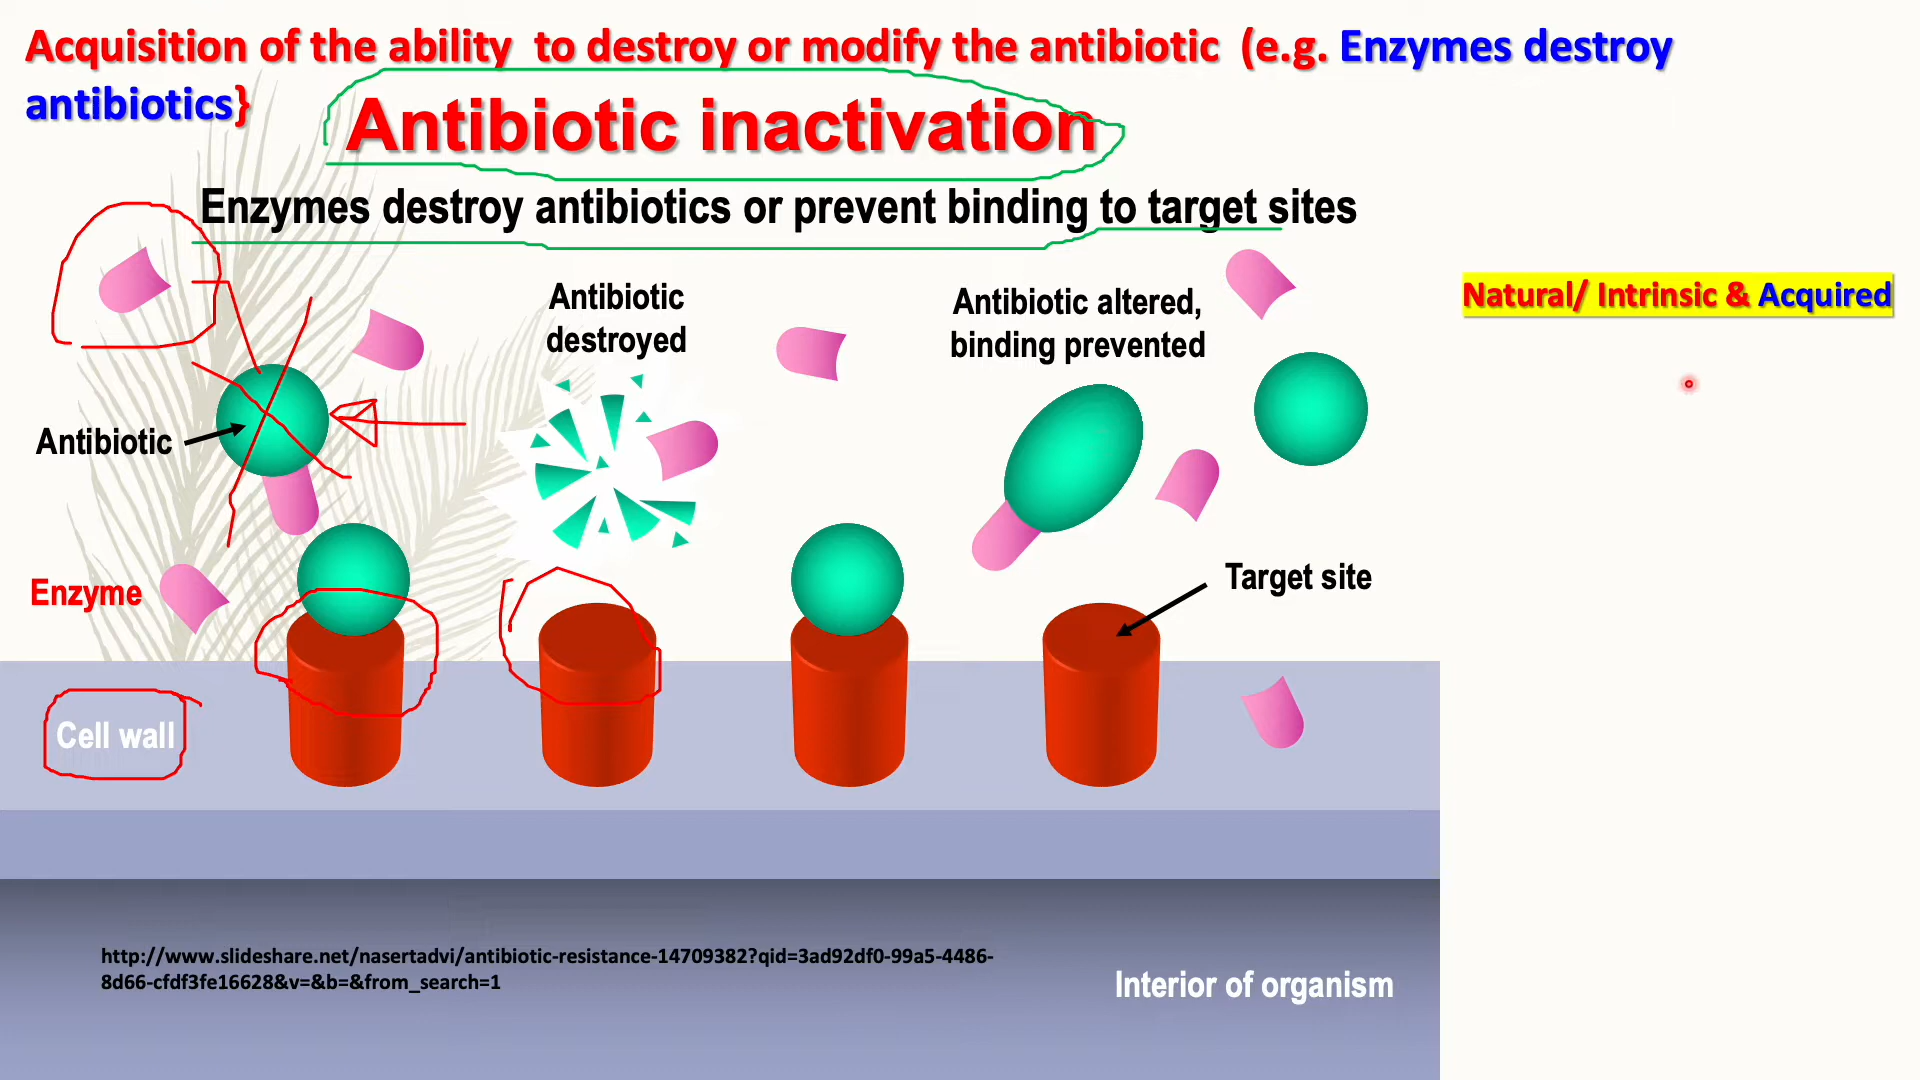 Acquisition of the ability  to destroy or modify the antibiotic  (e.g. Enzymes destroy
antibiotics}
Antibiotic inactivation
Enzymes destroy antibiotics or prevent binding to target sites
Natural/ Intrinsic & Acquired
Antibiotic
destroyed
Antibiotic altered,
binding prevented
Antibiotic
Enzyme
Target site
Cell wall
http://www.slideshare.net/nasertadvi/antibiotic-resistance-14709382?qid=3ad92df0-99a5-4486-
8d66-cfdf3fe16628&v=&b=&from_search=1
Interior of organism